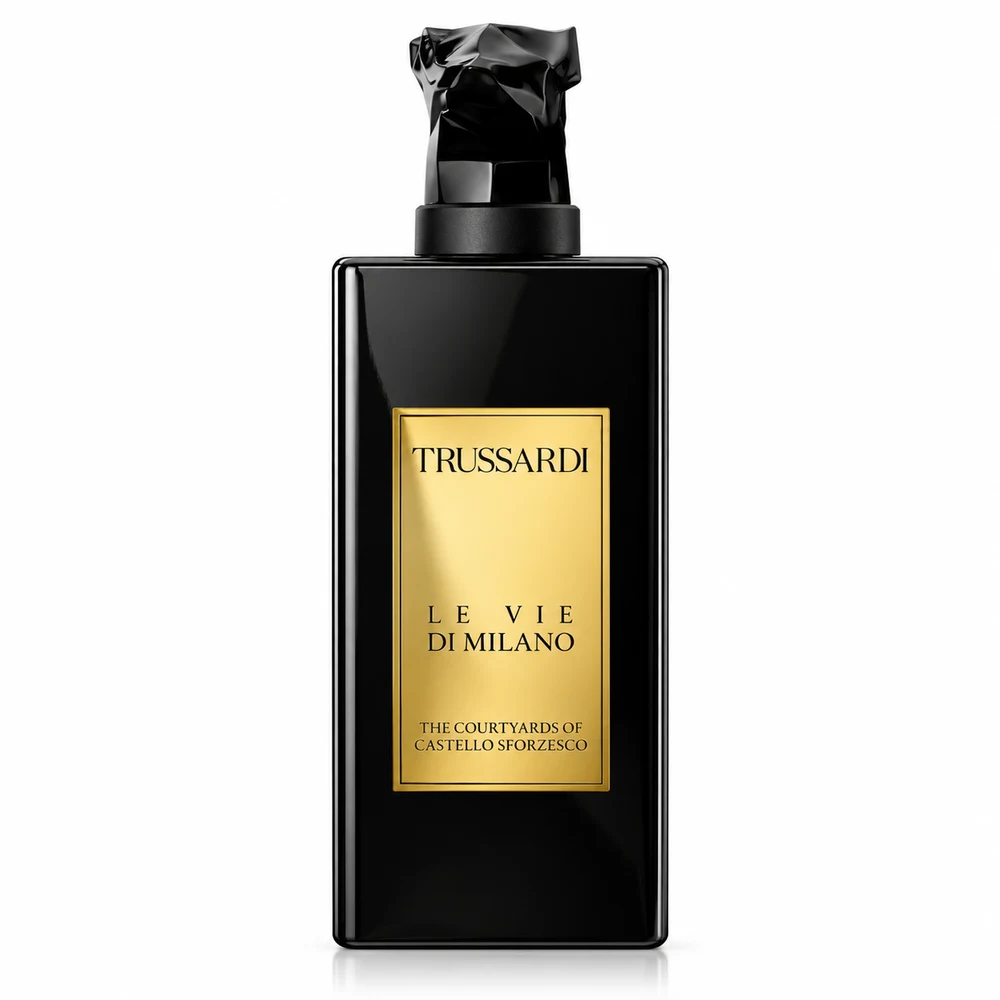 TRUSSARDI
LE VIE
DI MILANO
THE COURTYARDS OF
CASTELLO SFORZESCO